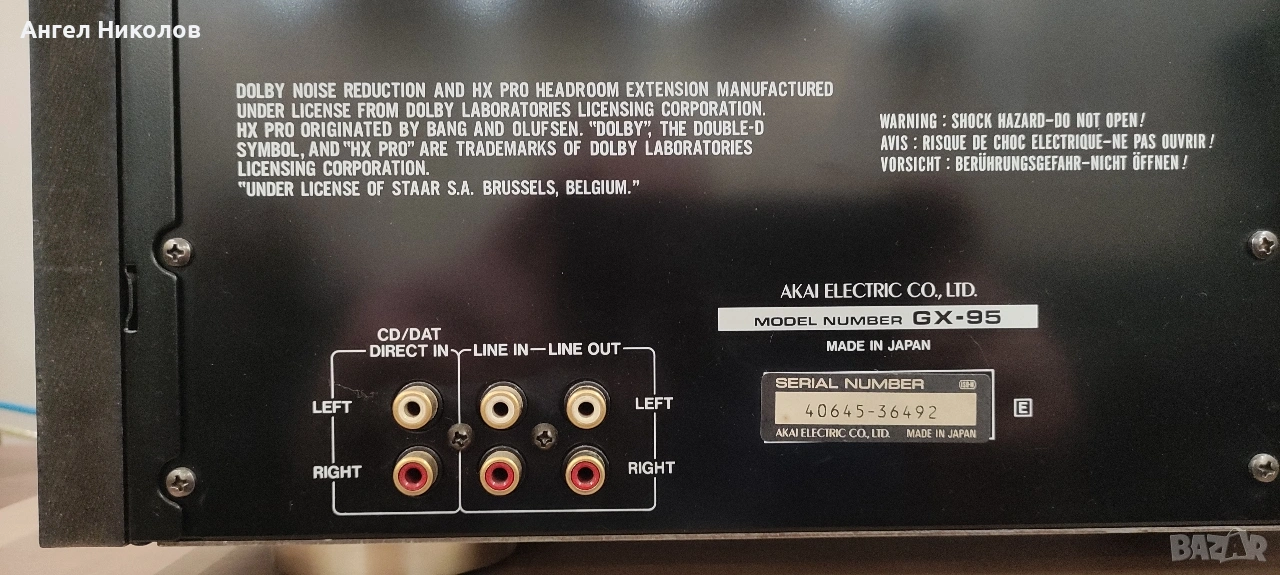 Ангел Николов
DOLBY NOISE REDUCTION AND HX PRO HEADROOM EXTENSION MANUFACTURED
UNDER LICENSE FROM DOLBY LABORATORIES LICENSING CORPORATION.
HX PRO ORIGINATED BY BANG AND OLUFSEN. "DOLBY", THE DOUBLE-D
SYMBOL, AND "HX PRO" ARE TRADEMARKS OF DOLBY LABORATORIES
LICENSING CORPORATION.
"UNDER LICENSE OF STAAR S.A. BRUSSELS, BELGIUM."
WARNING : SHOCK HAZARD-DO NOT OPEN!
AVIS : RISQUE DE CHOC ELECTRIQUE-NE PAS OUVRIR!
VORSICHT : BERÜHRUNGSGEFAHR-NICHT ÖFFNEN!
AKAI ELECTRIC CO., LTD.
MODEL NUMBER GX-95
MADE IN JAPAN
CD/DAT
DIRECT IN LINE IN LINE OUT
LEFT LEFT
RIGHT RIGHT
SERIAL NUMBER
40645-36492
AKAI ELECTRIC CO., LTD. MADE IN JAPAN
E
BAZAR